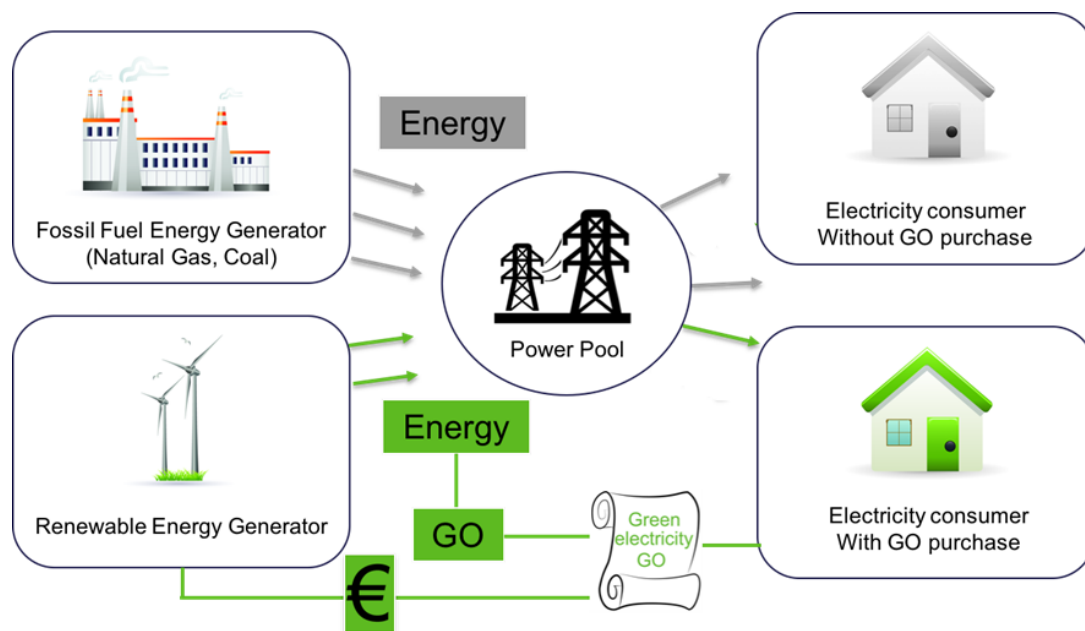 Energy
Fossil Fuel Energy Generator
(Natural Gas, Coal)
Power Pool
Electricity consumer
Without GO purchase
Renewable Energy Generator
Energy
GO
€
Green
electricity
GO
Electricity consumer
With GO purchase